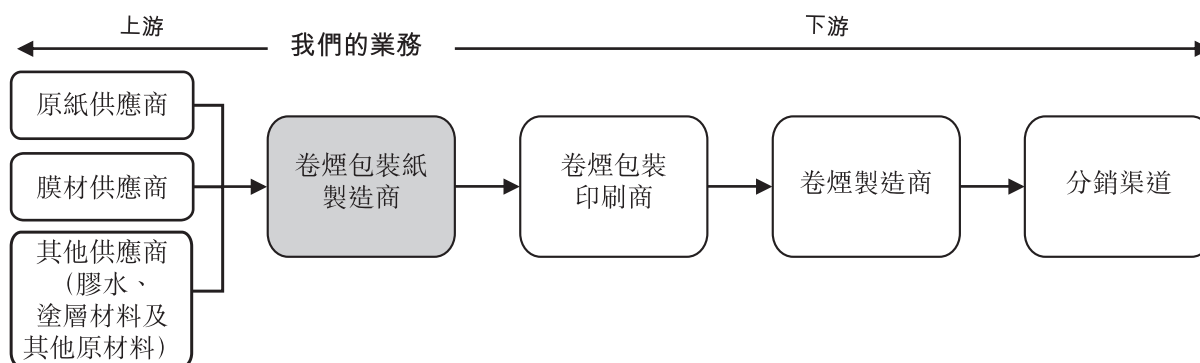 上游
我們的業務
下游
原紙供應商
膜材供應商
其他供應商
（膠水、
塗層材料及
其他原材料）
卷煙包裝紙
製造商
卷煙包裝
印刷商
卷煙製造商
分銷渠道